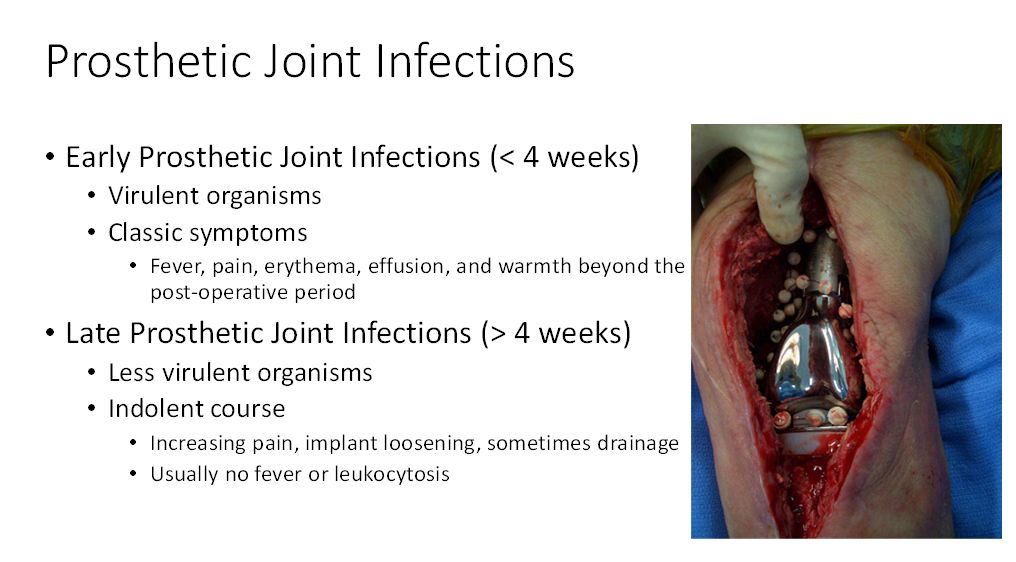 Prosthetic Joint Infections
• Early Prosthetic Joint Infections (< 4 weeks)
• Virulent organisms
• Classic symptoms
• Fever, pain, erythema, effusion, and warmth beyond the
post-operative period
• Late Prosthetic Joint Infections (> 4 weeks)
• Less virulent organisms
• Indolent course
• Increasing pain, implant loosening, sometimes drainage
• Usually no fever or leukocytosis